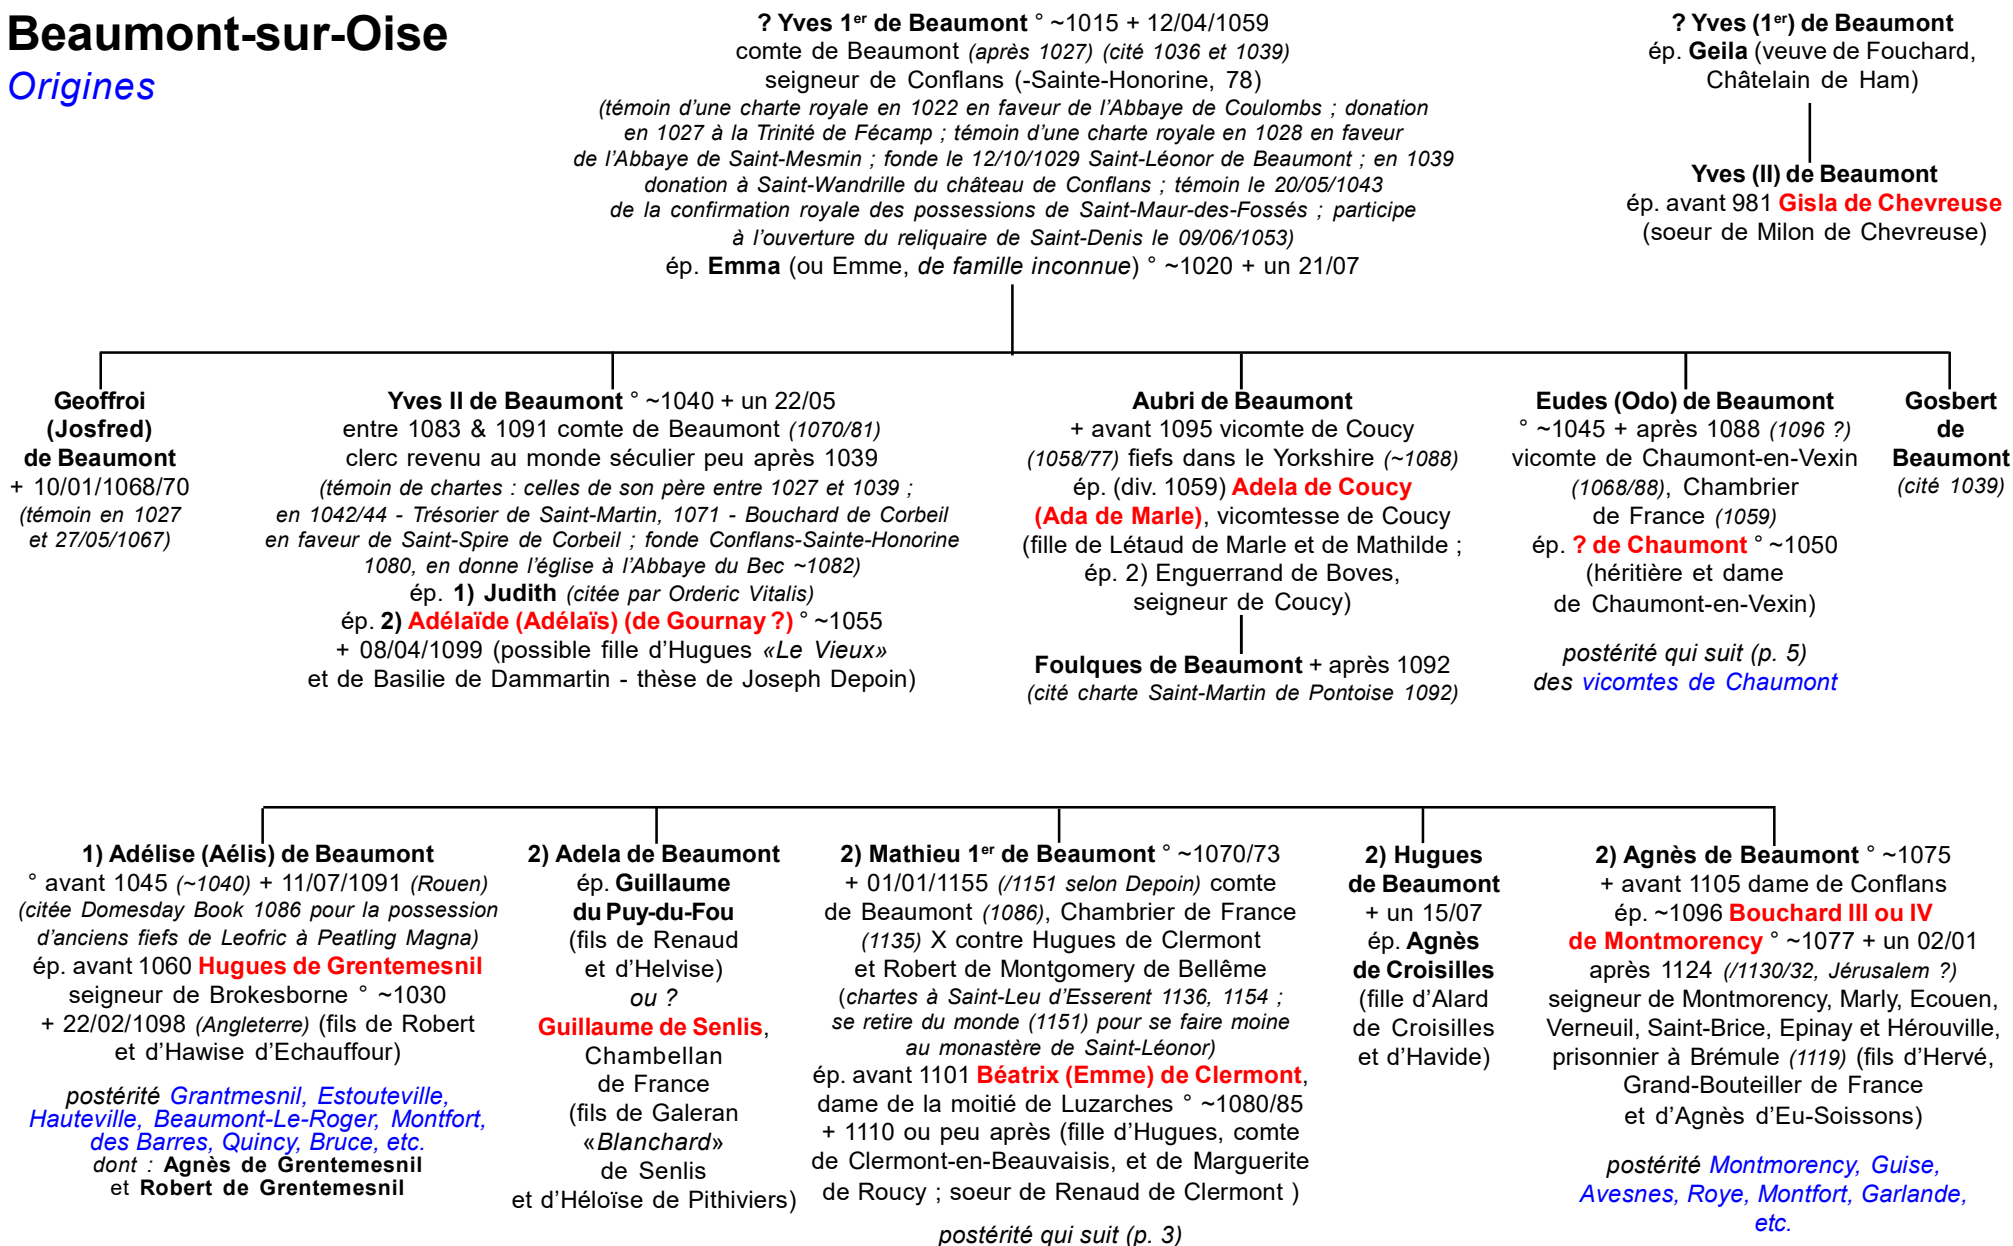 Beaumont-sur-Oise
Origines
? Yves 1er de Beaumont ° ~1015 + 12/04/1059
comte de Beaumont (après 1027) (cité 1036 et 1039)
seigneur de Conflans (-Sainte-Honorine, 78)
(témoin d’une charte royale en 1022 en faveur de l’Abbaye de Coulombs ; donation
en 1027 à la Trinité de Fécamp ; témoin d’une charte royale en 1028 en faveur
de l’Abbaye de Saint-Mesmin ; fonde le 12/10/1029 Saint-Léonor de Beaumont ; en 1039
donation à Saint-Wandrille du château de Conflans ; témoin le 20/05/1043
de la confirmation royale des possessions de Saint-Maur-des-Fossés ; participe
à l’ouverture du reliquaire de Saint-Denis le 09/06/1053)
ép. Emma (ou Emme, de famille inconnue) ° ~1020 + un 21/07
? Yves (1er) de Beaumont
ép. Geila (veuve de Fouchard,
Châtelain de Ham)
Yves (II) de Beaumont
ép. avant 981 Gisla de Chevreuse
(soeur de Milon de Chevreuse)
Geoffroi
(Josfred)
de Beaumont
+ 10/01/1068/70
(témoin en 1027
et 27/05/1067)
Yves II de Beaumont ° ~1040 + un 22/05
entre 1083 & 1091 comte de Beaumont (1070/81)
clerc revenu au monde séculier peu après 1039
(témoin de chartes : celles de son père entre 1027 et 1039 ;
en 1042/44 - Trésorier de Saint-Martin, 1071 - Bouchard de Corbeil
en faveur de Saint-Spire de Corbeil ; fonde Conflans-Sainte-Honorine
1080, en donne l’église à l’Abbaye du Bec ~1082)
ép. 1) Judith (citée par Orderic Vitalis)
ép. 2) Adélaïde (Adélaïs) (de Gournay ?) ° ~1055
+ 08/04/1099 (possible fille d’Hugues «Le Vieux»
et de Basilie de Dammartin - thèse de Joseph Depoin)
Aubri de Beaumont
+ avant 1095 vicomte de Coucy
(1058/77) fiefs dans le Yorkshire (~1088)
ép. (div. 1059) Adela de Coucy
(Ada de Marle), vicomtesse de Coucy
(fille de Létaud de Marle et de Mathilde ;
ép. 2) Enguerrand de Boves,
seigneur de Coucy)
Foulques de Beaumont + après 1092
(cité charte Saint-Martin de Pontoise 1092)
Eudes (Odo) de Beaumont
° ~1045 + après 1088 (1096 ?)
vicomte de Chaumont-en-Vexin
(1068/88), Chambrier
de France (1059)
ép. ? de Chaumont ° ~1050
(héritière et dame
de Chaumont-en-Vexin)
postérité qui suit (p. 5)
des vicomtes de Chaumont
Gosbert
de
Beaumont
(cité 1039)
1) Adélise (Aélis) de Beaumont
° avant 1045 (~1040) + 11/07/1091 (Rouen)
(citée Domesday Book 1086 pour la possession
d’anciens fiefs de Leofric à Peatling Magna)
ép. avant 1060 Hugues de Grentemesnil
seigneur de Brokesborne ° ~1030
+ 22/02/1098 (Angleterre) (fils de Robert
et d’Hawise d’Echauffour)
postérité Grantmesnil, Estouteville,
Hauteville, Beaumont-Le-Roger, Montfort,
des Barres, Quincy, Bruce, etc.
dont : Agnès de Grentemesnil
et Robert de Grentemesnil
2) Adela de Beaumont
ép. Guillaume
du Puy-du-Fou
(fils de Renaud
et d’Helvise)
ou ?
Guillaume de Senlis,
Chambellan
de France
(fils de Galeran
«Blanchard»
de Senlis
et d’Héloïse de Pithiviers)
2) Mathieu 1er de Beaumont ° ~1070/73
+ 01/01/1155 (/1151 selon Depoin) comte
de Beaumont (1086), Chambrier de France
(1135) X contre Hugues de Clermont
et Robert de Montgomery de Bellême
(chartes à Saint-Leu d’Esserent 1136, 1154 ;
se retire du monde (1151) pour se faire moine
au monastère de Saint-Léonor)
ép. avant 1101 Béatrix (Emme) de Clermont,
dame de la moitié de Luzarches ° ~1080/85
+ 1110 ou peu après (fille d’Hugues, comte
de Clermont-en-Beauvaisis, et de Marguerite
de Roucy ; soeur de Renaud de Clermont )
postérité qui suit (p. 3)
2) Hugues
de Beaumont
+ un 15/07
ép. Agnès
de Croisilles
(fille d’Alard
de Croisilles
et d’Havide)
2) Agnès de Beaumont ° ~1075
+ avant 1105 dame de Conflans
ép. ~1096 Bouchard III ou IV
de Montmorency ° ~1077 + un 02/01
après 1124 (/1130/32, Jérusalem ?)
seigneur de Montmorency, Marly, Ecouen,
Verneuil, Saint-Brice, Epinay et Hérouville,
prisonnier à Brémule (1119) (fils d’Hervé,
Grand-Bouteiller de France
et d’Agnès d’Eu-Soissons)
postérité Montmorency, Guise,
Avesnes, Roye, Montfort, Garlande,
etc.